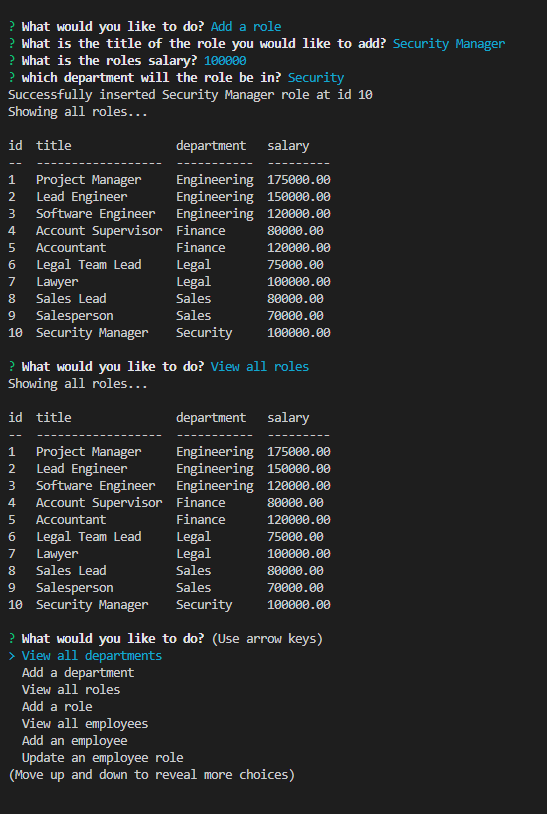 ? What would you like to do? Add a role
? What is the title of the role you would like to add? Security Manager
? What is the roles salary? 100000
? which department will the role be in? Security
Successfully inserted Security Manager role at id 10
Showing all roles...

id  title               department   salary
--  ------------------  -----------  ---------
1   Project Manager     Engineering  175000.00
2   Lead Engineer       Engineering  150000.00
3   Software Engineer   Engineering  120000.00
4   Account Supervisor  Finance      80000.00
5   Accountant          Finance      120000.00
6   Legal Team Lead     Legal        75000.00
7   Lawyer              Legal        100000.00
8   Sales Lead          Sales        80000.00
9   Salesperson         Sales        70000.00
10  Security Manager    Security     100000.00

? What would you like to do? View all roles
Showing all roles...

id  title               department   salary
--  ------------------  -----------  ---------
1   Project Manager     Engineering  175000.00
2   Lead Engineer       Engineering  150000.00
3   Software Engineer   Engineering  120000.00
4   Account Supervisor  Finance      80000.00
5   Accountant          Finance      120000.00
6   Legal Team Lead     Legal        75000.00
7   Lawyer              Legal        100000.00
8   Sales Lead          Sales        80000.00
9   Salesperson         Sales        70000.00
10  Security Manager    Security     100000.00

? What would you like to do? (Use arrow keys)
> View all departments
  Add a department
  View all roles
  Add a role
  View all employees
  Add an employee
  Update an employee role
(Move up and down to reveal more choices)